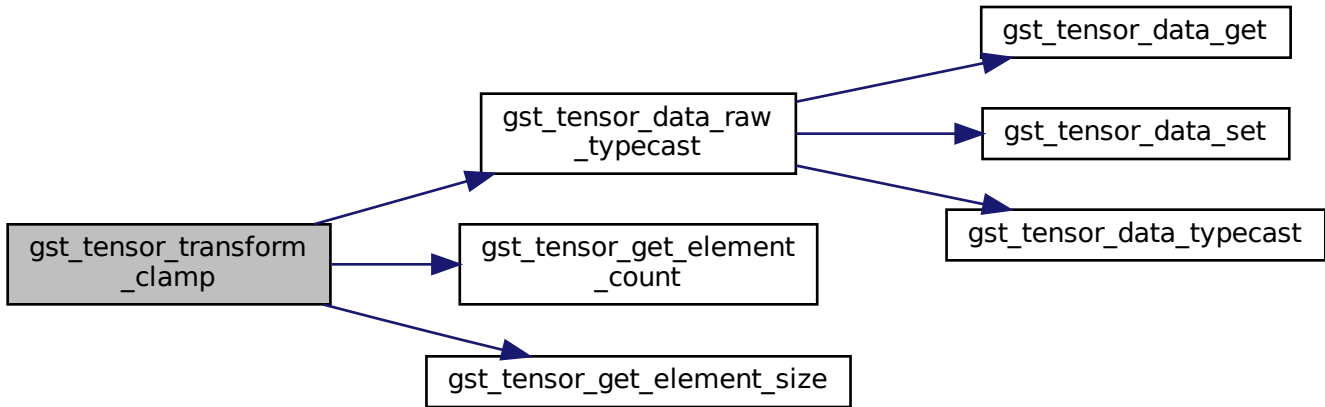 gst_tensor_transform
_clamp
gst_tensor_data_raw
_typecast
gst_tensor_data_get
gst_tensor_data_set
gst_tensor_data_typecast
gst_tensor_get_element
_count
gst_tensor_get_element_size